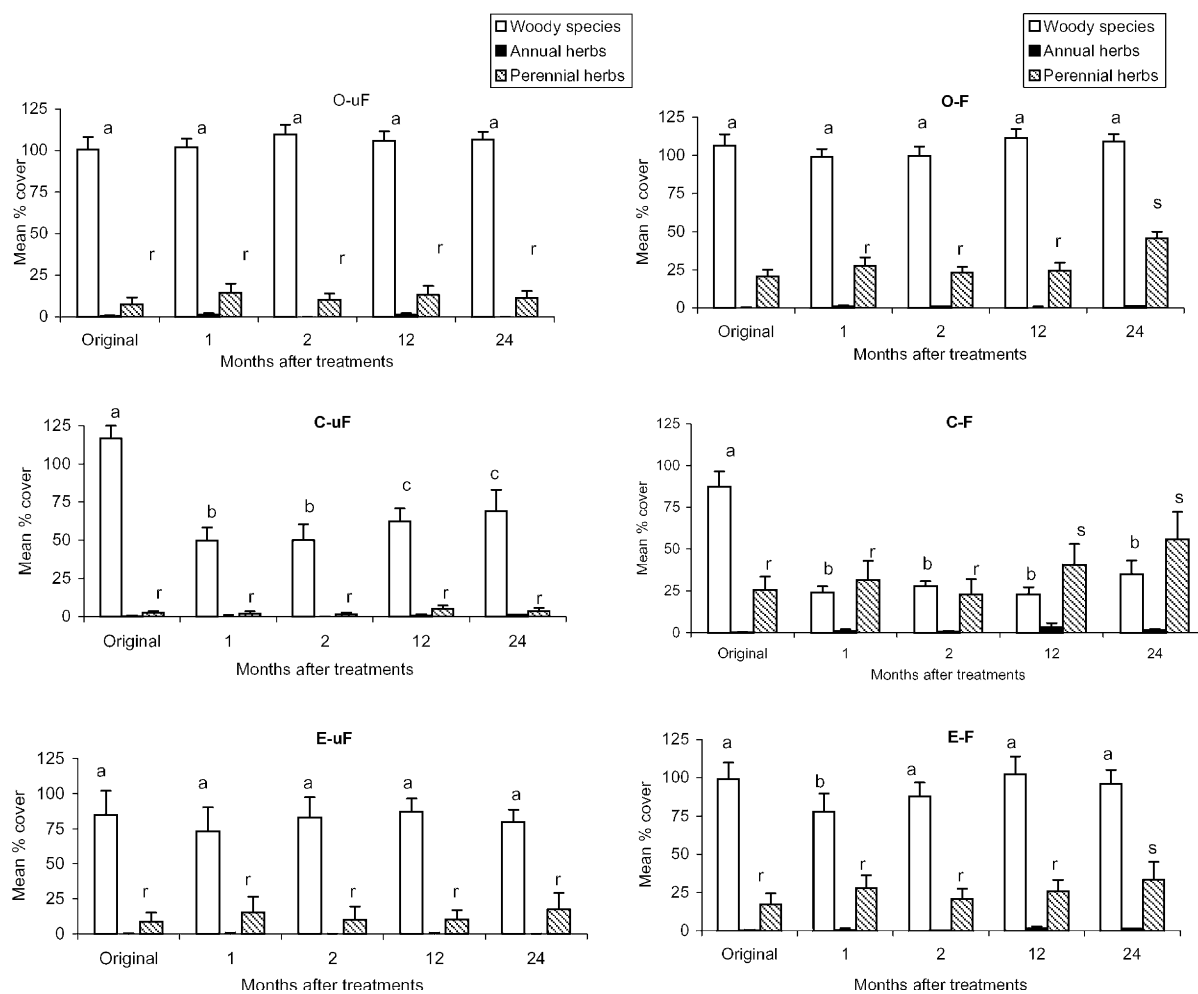 Woody species
Annual herbs
Perennial herbs
O-uF
125
100
75
50
25
0
Mean % cover
a a a a a
r r r r r
Original 1 2 12 24
Months after treatments
Woody species
Annual herbs
Perennial herbs
O-F
125
100
75
50
25
0
Mean % cover
a a a a a
r r r s
Original 1 2 12 24
Months after treatments
C-uF
125
100
75
50
25
0
Mean % cover
a b b c c
r r r r r
Original 1 2 12 24
Months after treatments
C-F
125
100
75
50
25
0
Mean % cover
a b b b b
r r r s s
Original 1 2 12 24
Months after treatments
E-uF
125
100
75
50
25
0
Mean % cover
a a a a a
r r r r r
Original 1 2 12 24
Months after treatments
E-F
125
100
75
50
25
0
Mean % cover
a b a a a
r r r r s
Original 1 2 12 24
Months after treatments